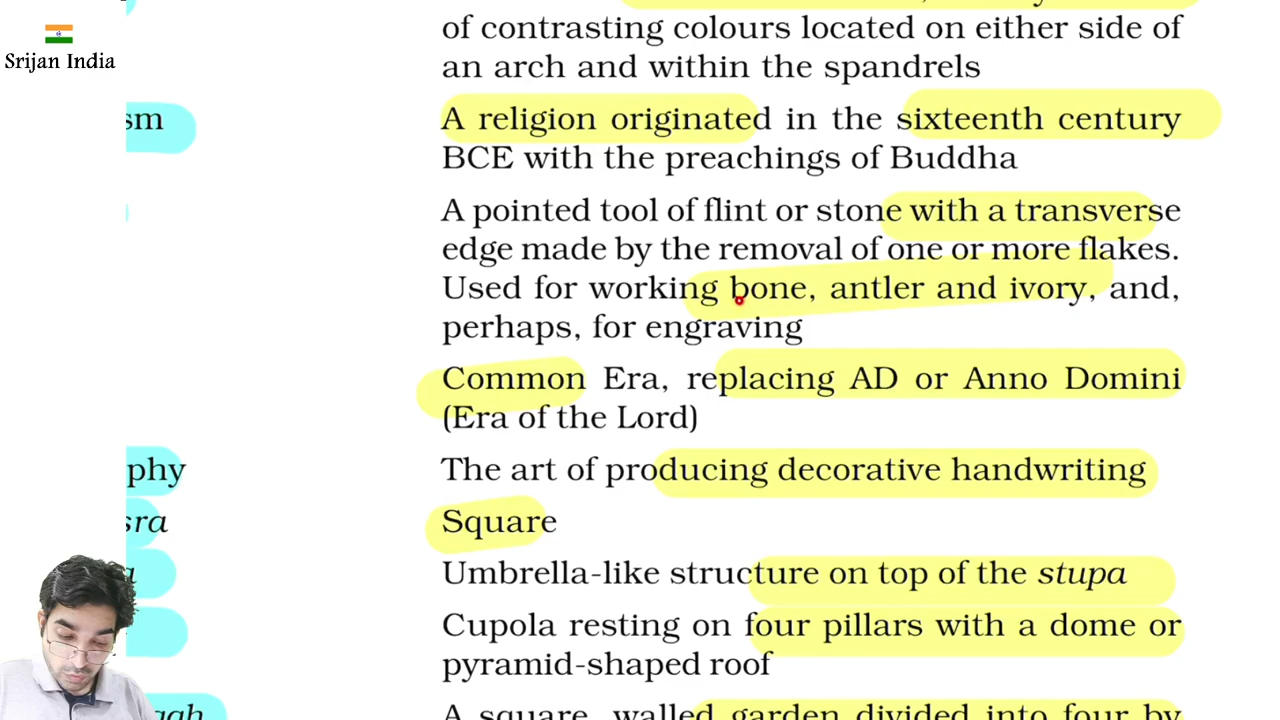 of contrasting colours located on either side of
Srijan India
an arch and within the spandrels
sm A religion originated in the sixteenth century
BCE with the preachings of Buddha
A pointed tool of flint or stone with a transverse
edge made by the removal of one or more flakes.
Used for working bone, antler and ivory, and,
perhaps, for engraving
Common Era, replacing AD or Anno Domini
(Era of the Lord)
phy The art of producing decorative handwriting
sra Square
a Umbrella-like structure on top of the stupa
Cupola resting on four pillars with a dome or
pyramid-shaped roof
agh A square, walled garden divided into four by